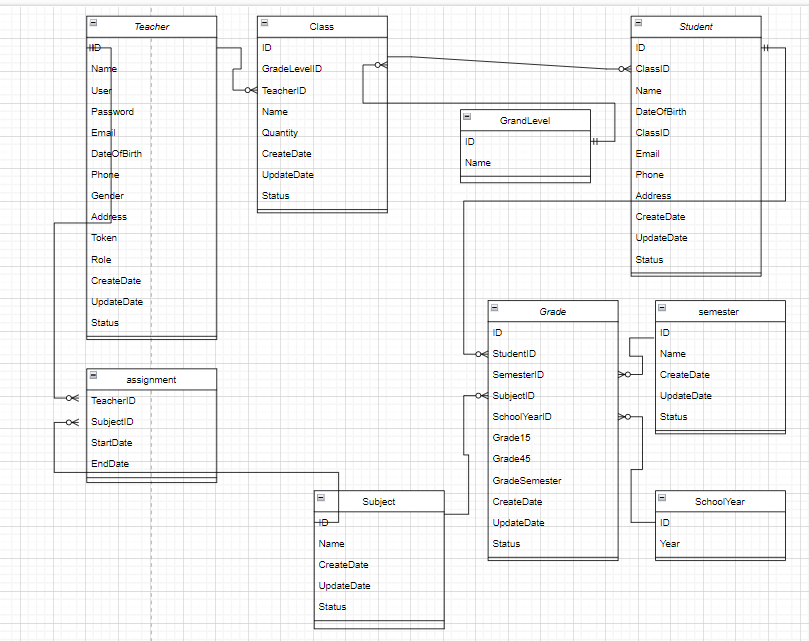 Teacher
ID
Name
User
Password
Email
DateOfBirth
Phone
Gender
Address
Token
Role
CreateDate
UpdateDate
Status
Class
ID
GradeLevelID
TeacherID
Name
Quantity
CreateDate
UpdateDate
Status
GrandLevel
ID
Name
Student
ID
ClassID
Name
DateOfBirth
ClassID
Email
Phone
Address
CreateDate
UpdateDate
Status
assignment
TeacherID
SubjectID
StartDate
EndDate
Subject
ID
Name
CreateDate
UpdateDate
Status
Grade
ID
StudentID
SemesterID
SubjectID
SchoolYearID
Grade15
Grade45
GradeSemester
CreateDate
UpdateDate
Status
semester
ID
Name
CreateDate
UpdateDate
Status
SchoolYear
ID
Year